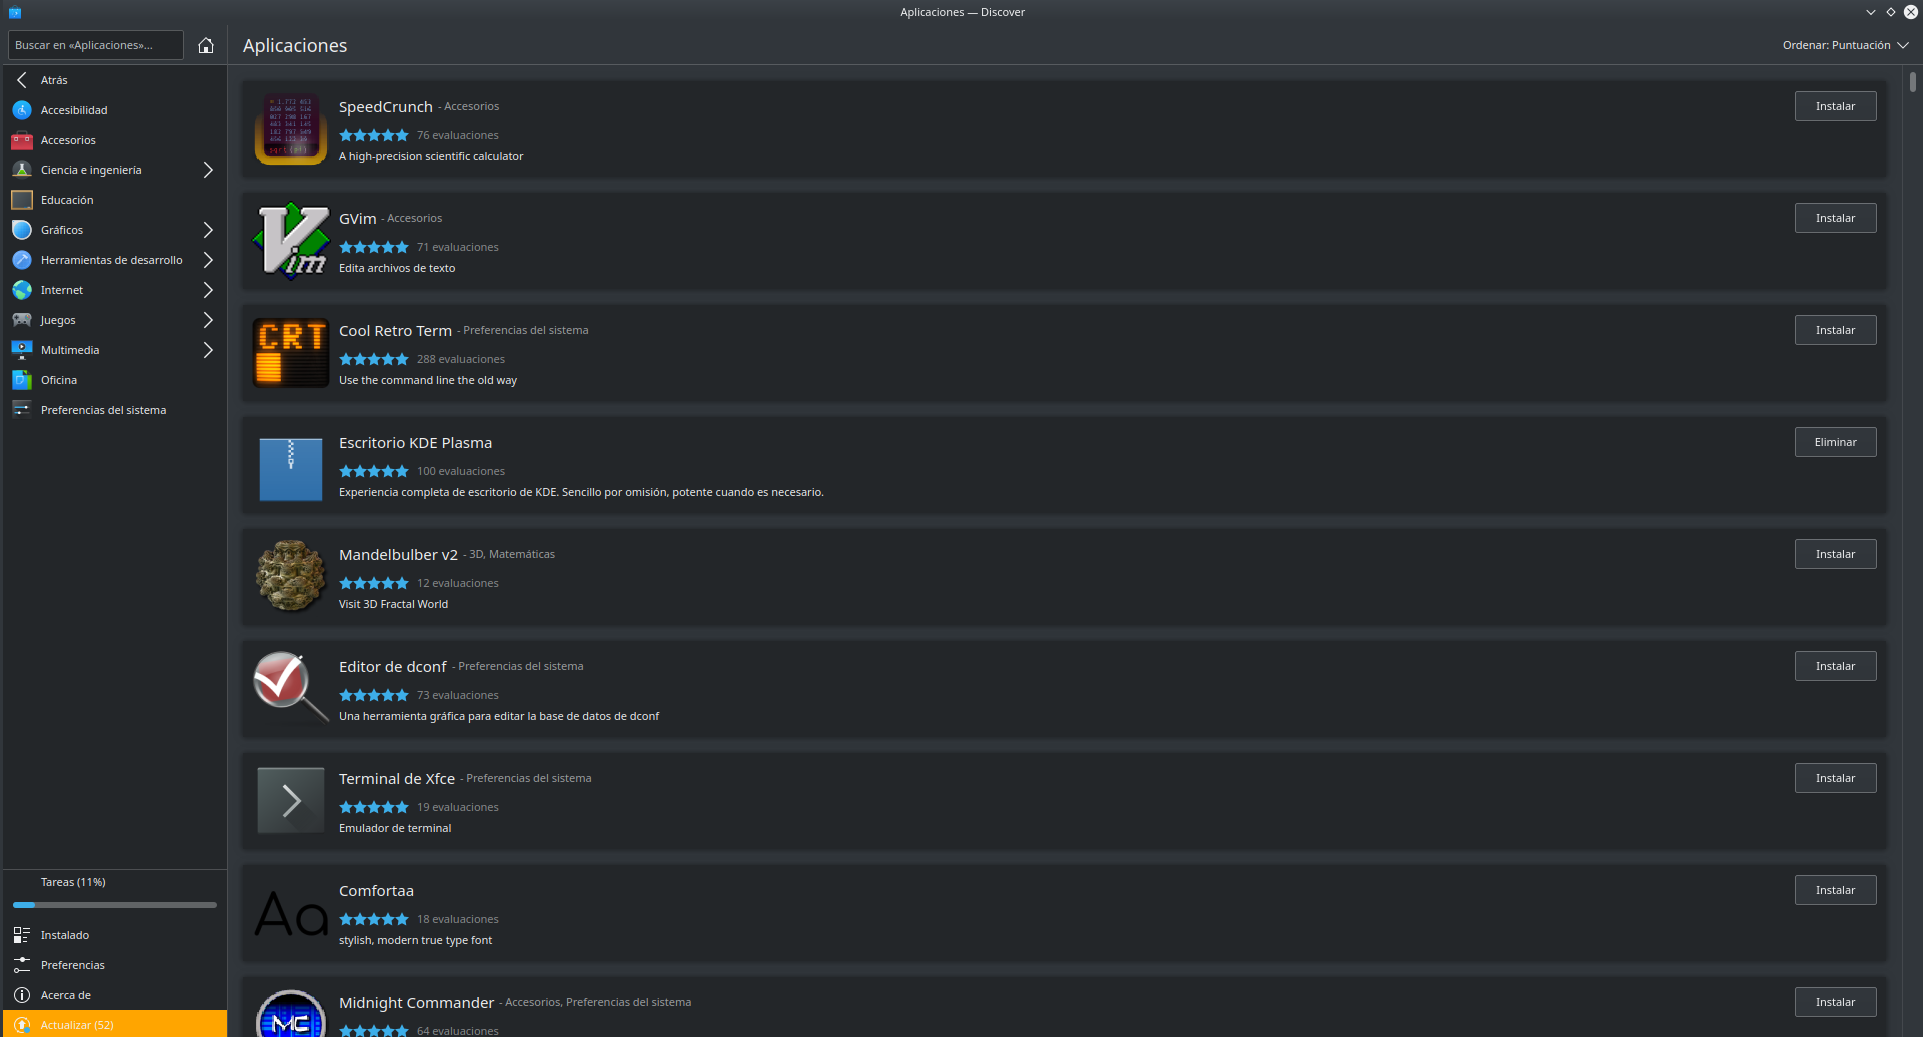 Aplicaciones — Discover
Buscar en «Aplicaciones»...
Aplicaciones
Ordenar: Puntuación
Atrás
Accesibilidad
Accesorios
Ciencia e ingeniería
Educación
Gráficos
Herramientas de desarrollo
Internet
Juegos
Multimedia
Oficina
Preferencias del sistema
Tareas (11%)
Instalado
Preferencias
Acerca de
Actualizar (52)
SpeedCrunch - Accesorios
Instalar
76 evaluaciones
A high-precision scientific calculator
Vim
GVim - Accesorios
Instalar
71 evaluaciones
Edita archivos de texto
CRT
Cool Retro Term - Preferencias del sistema
Instalar
288 evaluaciones
Use the command line the old way
Escritorio KDE Plasma
Eliminar
100 evaluaciones
Experiencia completa de escritorio de KDE. Sencillo por omisión, potente cuando es necesario.
Mandelbulber v2 - 3D, Matemáticas
Instalar
12 evaluaciones
Visit 3D Fractal World
Editor de dconf - Preferencias del sistema
Instalar
73 evaluaciones
Una herramienta gráfica para editar la base de datos de dconf
Terminal de Xfce - Preferencias del sistema
Instalar
19 evaluaciones
Emulador de terminal
Aa
Comfortaa
Instalar
18 evaluaciones
stylish, modern true type font
MC
Midnight Commander - Accesorios, Preferencias del sistema
Instalar
64 evaluaciones